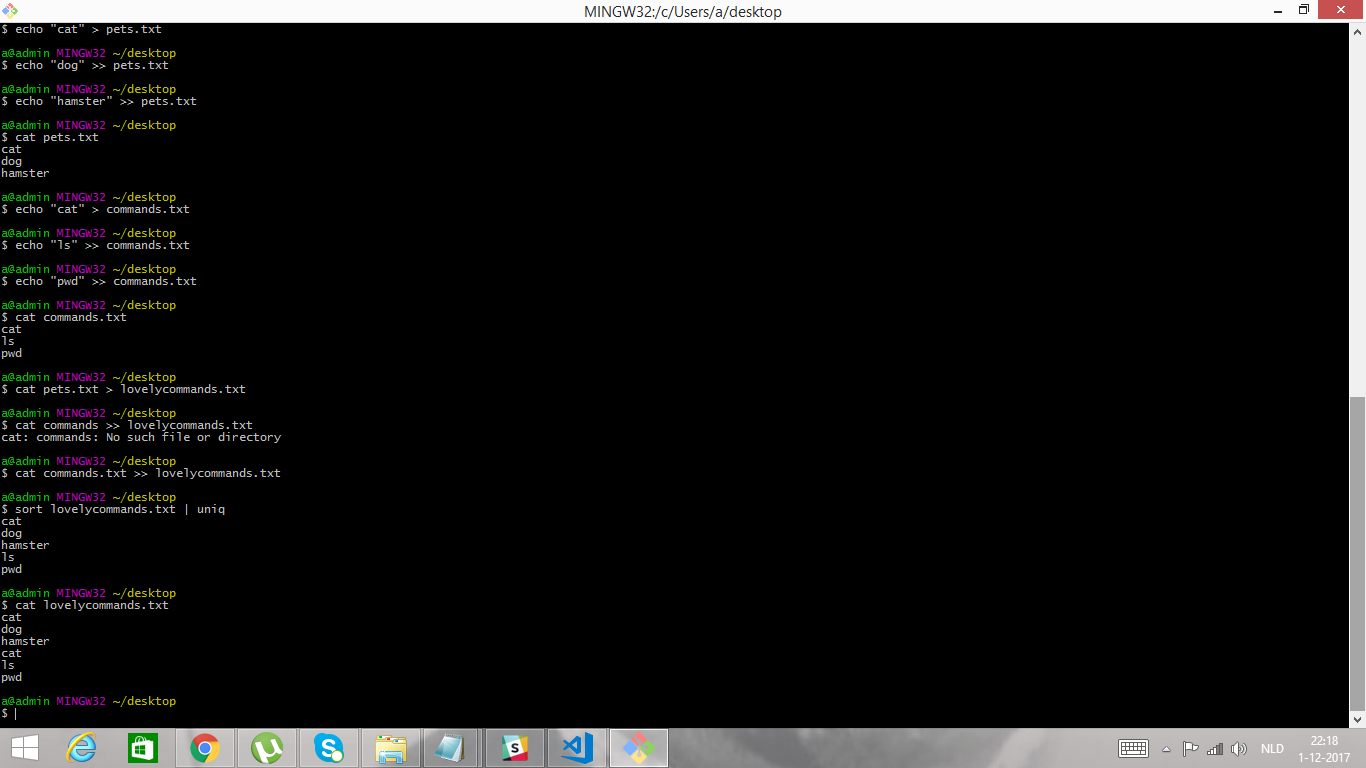 MINGW32:/c/Users/a/desktop
$ echo "cat" > pets.txt
a@admin MINGW32 ~/desktop
$ echo "dog" >> pets.txt
a@admin MINGW32 ~/desktop
$ echo "hamster" >> pets.txt
a@admin MINGW32 ~/desktop
$ cat pets.txt
cat
dog
hamster
a@admin MINGW32 ~/desktop
$ echo "cat" > commands.txt
a@admin MINGW32 ~/desktop
$ echo "ls" >> commands.txt
a@admin MINGW32 ~/desktop
$ echo "pwd" >> commands.txt
a@admin MINGW32 ~/desktop
$ cat commands.txt
cat
ls
pwd
a@admin MINGW32 ~/desktop
$ cat pets.txt > lovelycommands.txt
a@admin MINGW32 ~/desktop
$ cat commands >> lovelycommands.txt
cat: commands: No such file or directory
a@admin MINGW32 ~/desktop
$ cat commands.txt >> lovelycommands.txt
a@admin MINGW32 ~/desktop
$ sort lovelycommands.txt | uniq
cat
dog
hamster
ls
pwd
a@admin MINGW32 ~/desktop
$ cat lovelycommands.txt
cat
dog
hamster
cat
ls
pwd
a@admin MINGW32 ~/desktop
$
NLD
22:18
1-12-2017